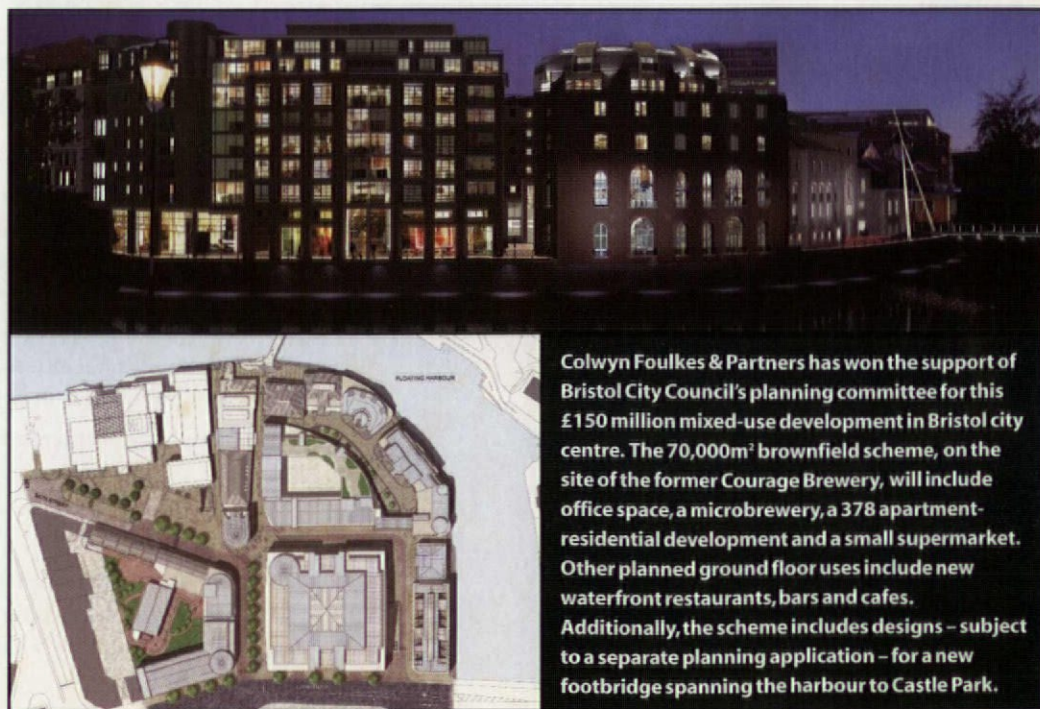 FLOATING HARBOUR
BATH STREET
Colwyn Foulkes & Partners has won the support of
Bristol City Council's planning committee for this
£150 million mixed-use development in Bristol city
centre. The 70,000m² brownfield scheme, on the
site of the former Courage Brewery, will include
office space, a microbrewery, a 378 apartment-
residential development and a small supermarket.
Other planned ground floor uses include new
waterfront restaurants, bars and cafes.
Additionally, the scheme includes designs – subject
to a separate planning application – for a new
footbridge spanning the harbour to Castle Park.